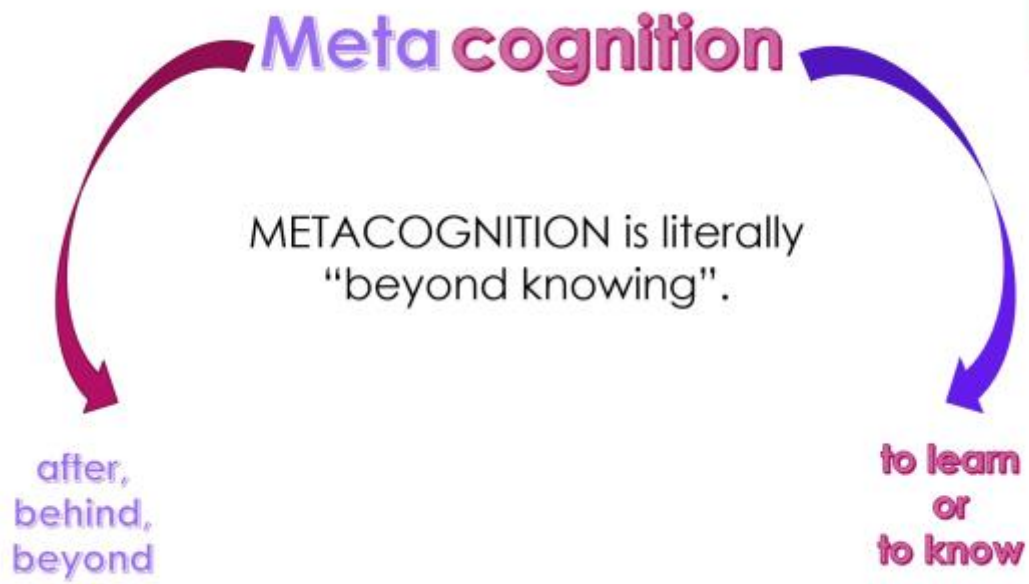 Meta cognition
METACOGNITION is literally
“beyond knowing”.
after,
behind,
beyond
to learn
or
to know